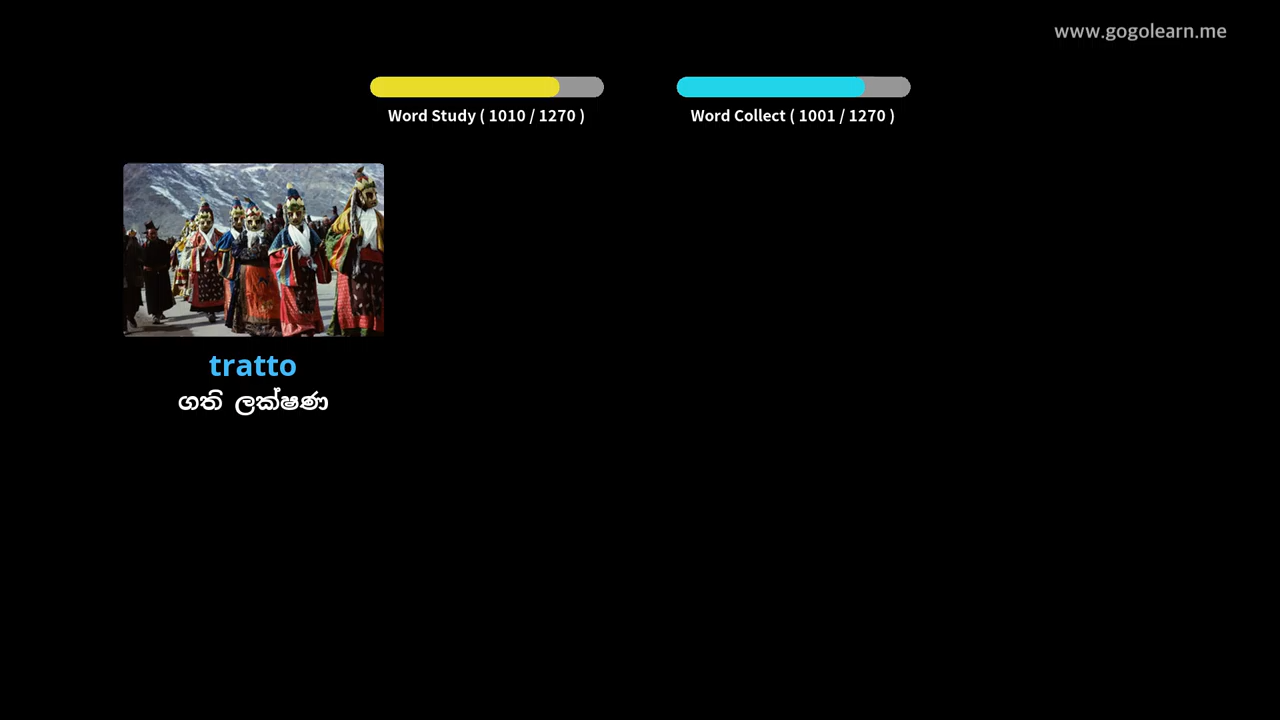 www.gogolearn.me
Word Study ( 1010 / 1270 )
Word Collect ( 1001 / 1270 )
tratto
ගති ලක්ෂණ